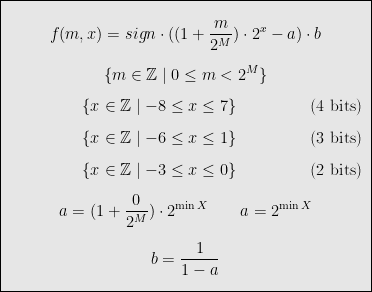 f(m, x) = sign · ((1 + m/2^M) · 2^x − a) · b
{m ∈ ℤ | 0 ≤ m < 2^M}
{x ∈ ℤ | −8 ≤ x ≤ 7} (4 bits)
{x ∈ ℤ | −6 ≤ x ≤ 1} (3 bits)
{x ∈ ℤ | −3 ≤ x ≤ 0} (2 bits)
a = (1 + 0/2^M) · 2^{min X} a = 2^{min X}
b = 1/(1 − a)